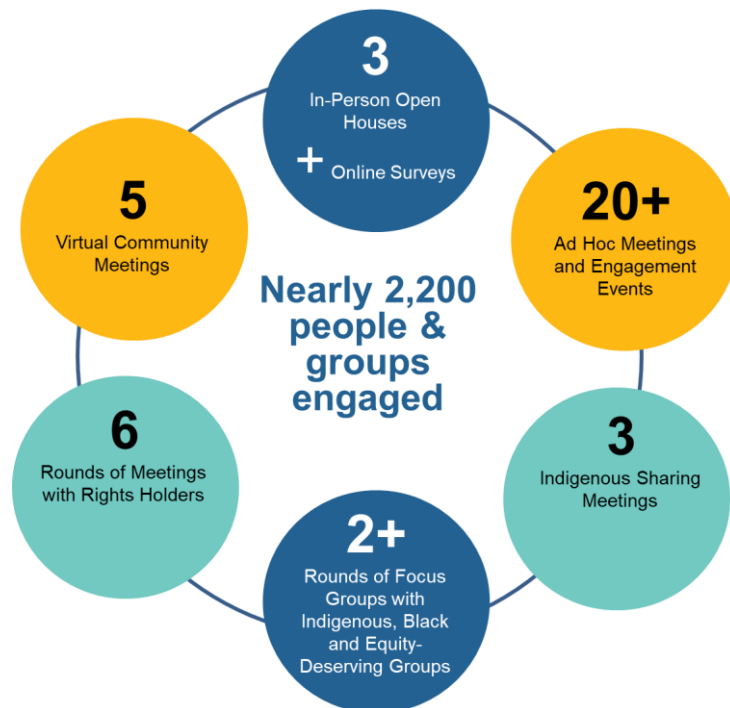 3
In-Person Open
Houses
+ Online Surveys
20+
Ad Hoc Meetings
and Engagement
Events
3
Indigenous Sharing
Meetings
2+
Rounds of Focus
Groups with
Indigenous, Black
and Equity-
Deserving Groups
6
Rounds of Meetings
with Rights Holders
5
Virtual Community
Meetings
Nearly 2,200
people &
groups
engaged